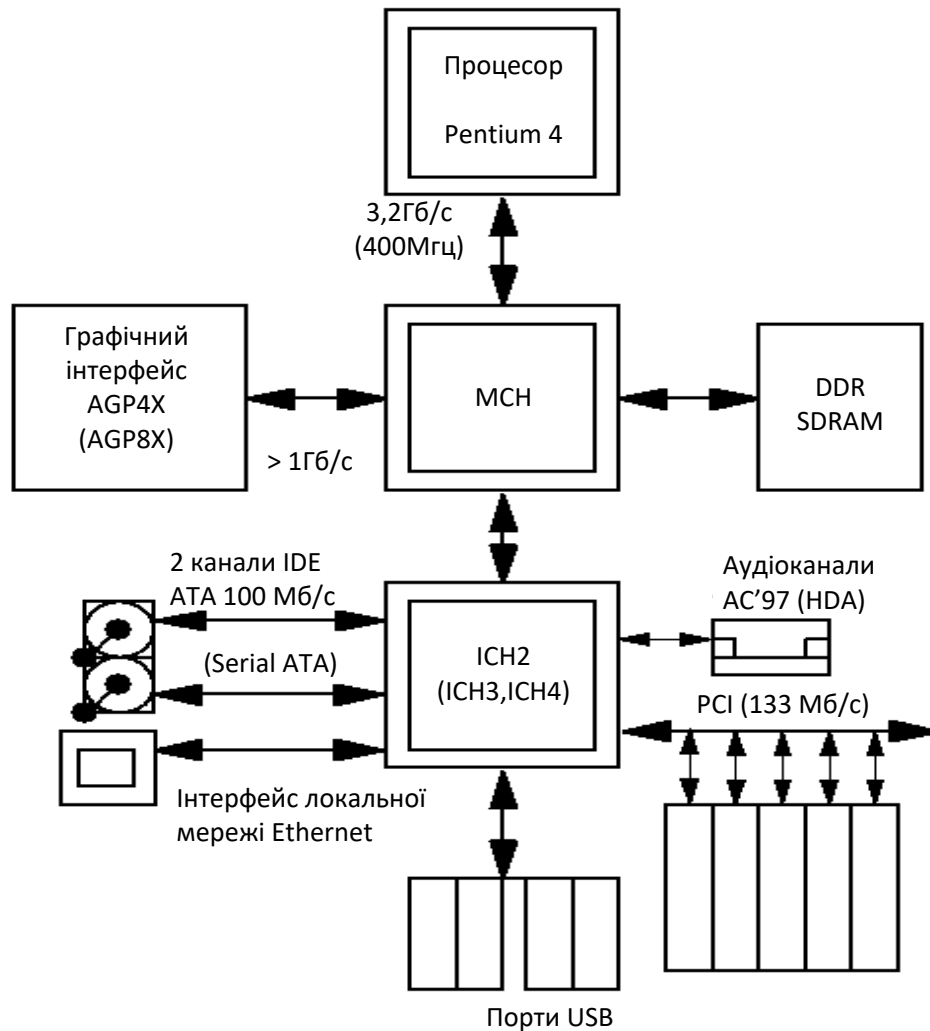 Процесор
Pentium 4
3,2Гб/с
(400Мгц)
Графічний
інтерфейс
AGP4X
(AGP8X)
> 1Гб/с
MCH
DDR
SDRAM
2 канали IDE
ATA 100 Мб/с
(Serial ATA)
Аудіоканали
AC’97 (HDA)
ICH2
(ICH3,ICH4)
PCI (133 Мб/с)
Інтерфейс локальної
мережі Ethernet
Порти USB